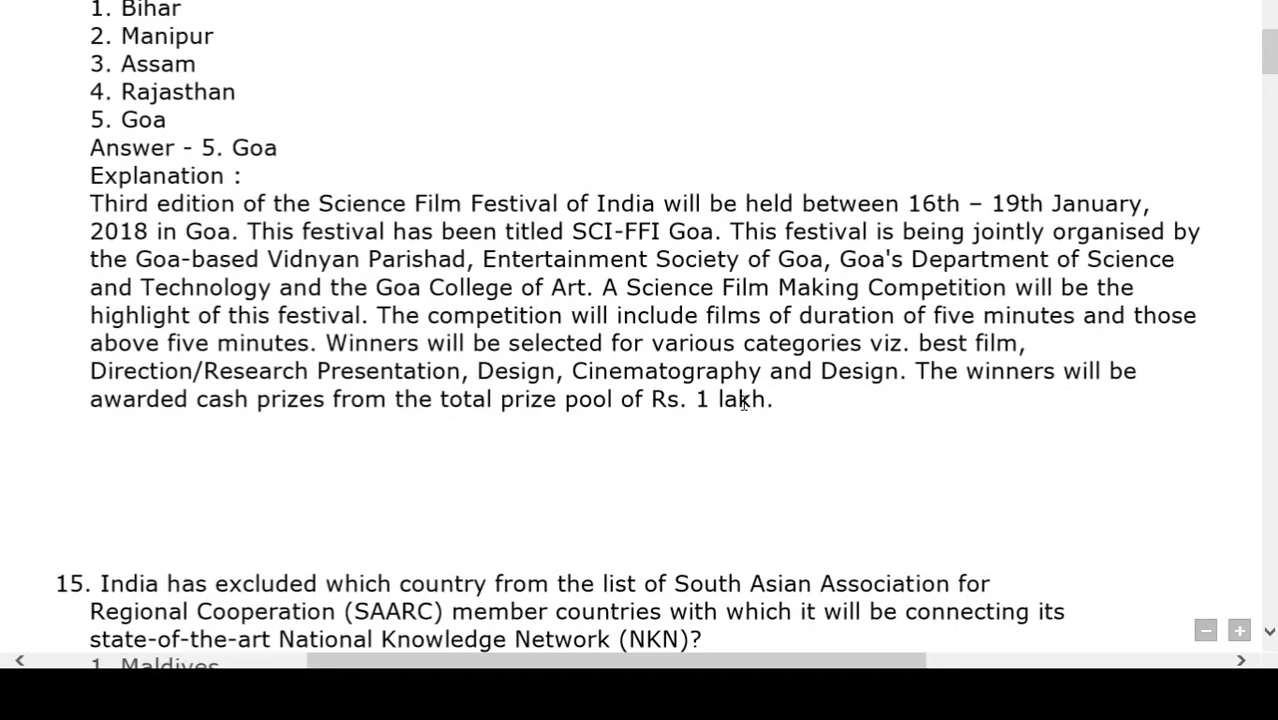 1. Bihar
2. Manipur
3. Assam
4. Rajasthan
5. Goa
Answer - 5. Goa
Explanation :
Third edition of the Science Film Festival of India will be held between 16th – 19th January,
2018 in Goa. This festival has been titled SCI-FFI Goa. This festival is being jointly organised by
the Goa-based Vidnyan Parishad, Entertainment Society of Goa, Goa's Department of Science
and Technology and the Goa College of Art. A Science Film Making Competition will be the
highlight of this festival. The competition will include films of duration of five minutes and those
above five minutes. Winners will be selected for various categories viz. best film,
Direction/Research Presentation, Design, Cinematography and Design. The winners will be
awarded cash prizes from the total prize pool of Rs. 1 lakh.
15. India has excluded which country from the list of South Asian Association for
Regional Cooperation (SAARC) member countries with which it will be connecting its
state-of-the-art National Knowledge Network (NKN)?
1. Maldives